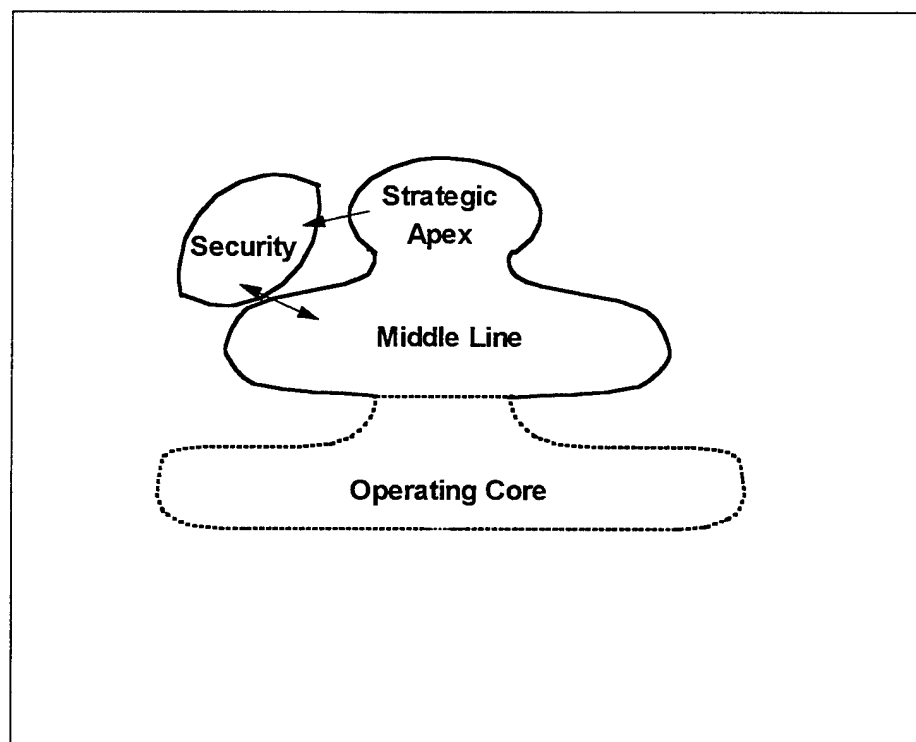 Strategic
Apex
Security
Middle Line
Operating Core